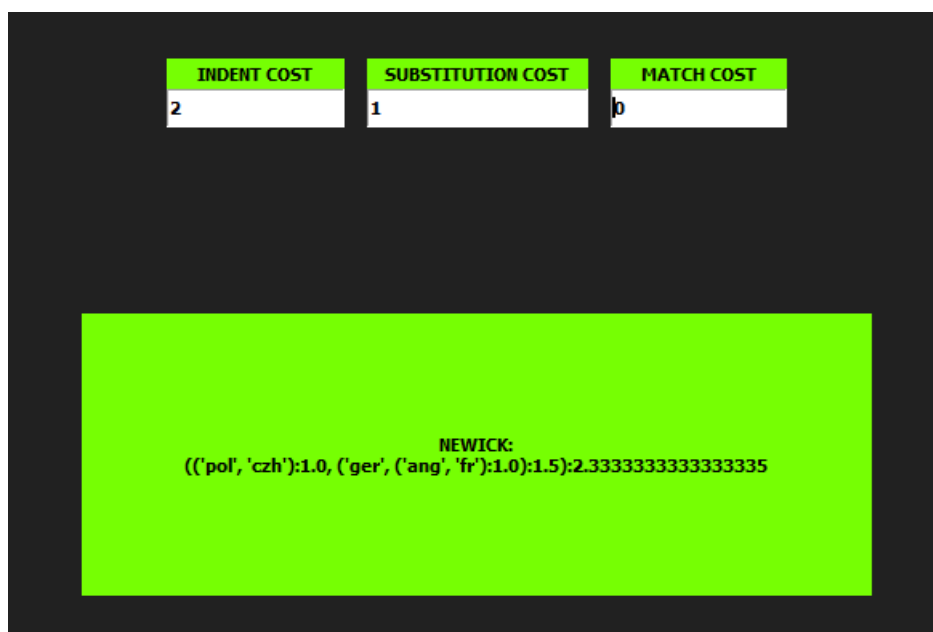 INDENT COST SUBSTITUTION COST MATCH COST
2 1 0
NEWICK:
(('pol', 'czh'):1.0, ('ger', ('ang', 'fr'):1.0):1.5):2.3333333333333335